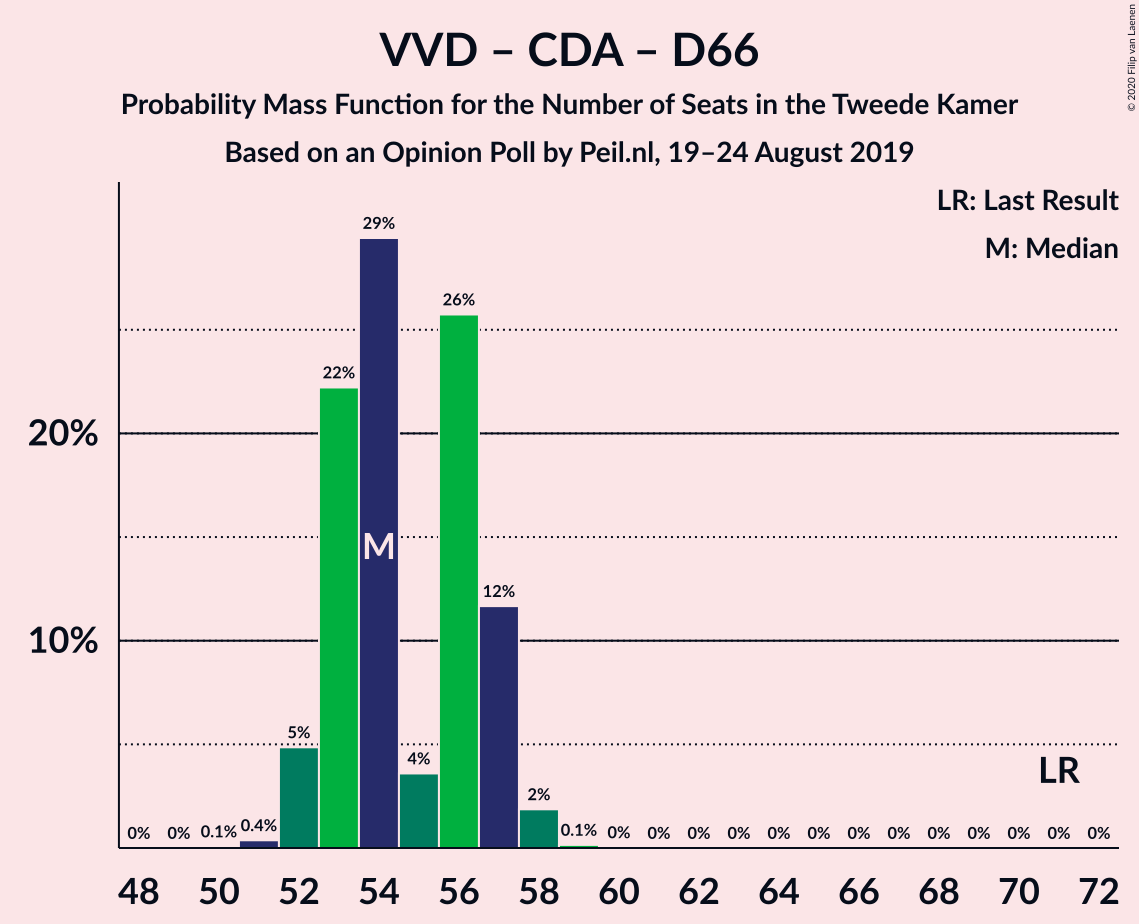 VVD – CDA – D66
Probability Mass Function for the Number of Seats in the Tweede Kamer
Based on an Opinion Poll by Peil.nl, 19–24 August 2019
© 2020 Filip van Laenen
LR: Last Result
M: Median
29%
26%
22%
20%
M
12%
10%
5%
4%
LR
2%
0% 0% 0.1% 0.4% 0.1% 0% 0% 0% 0% 0% 0% 0% 0% 0% 0% 0% 0% 0%
48 50 52 54 56 58 60 62 64 66 68 70 72